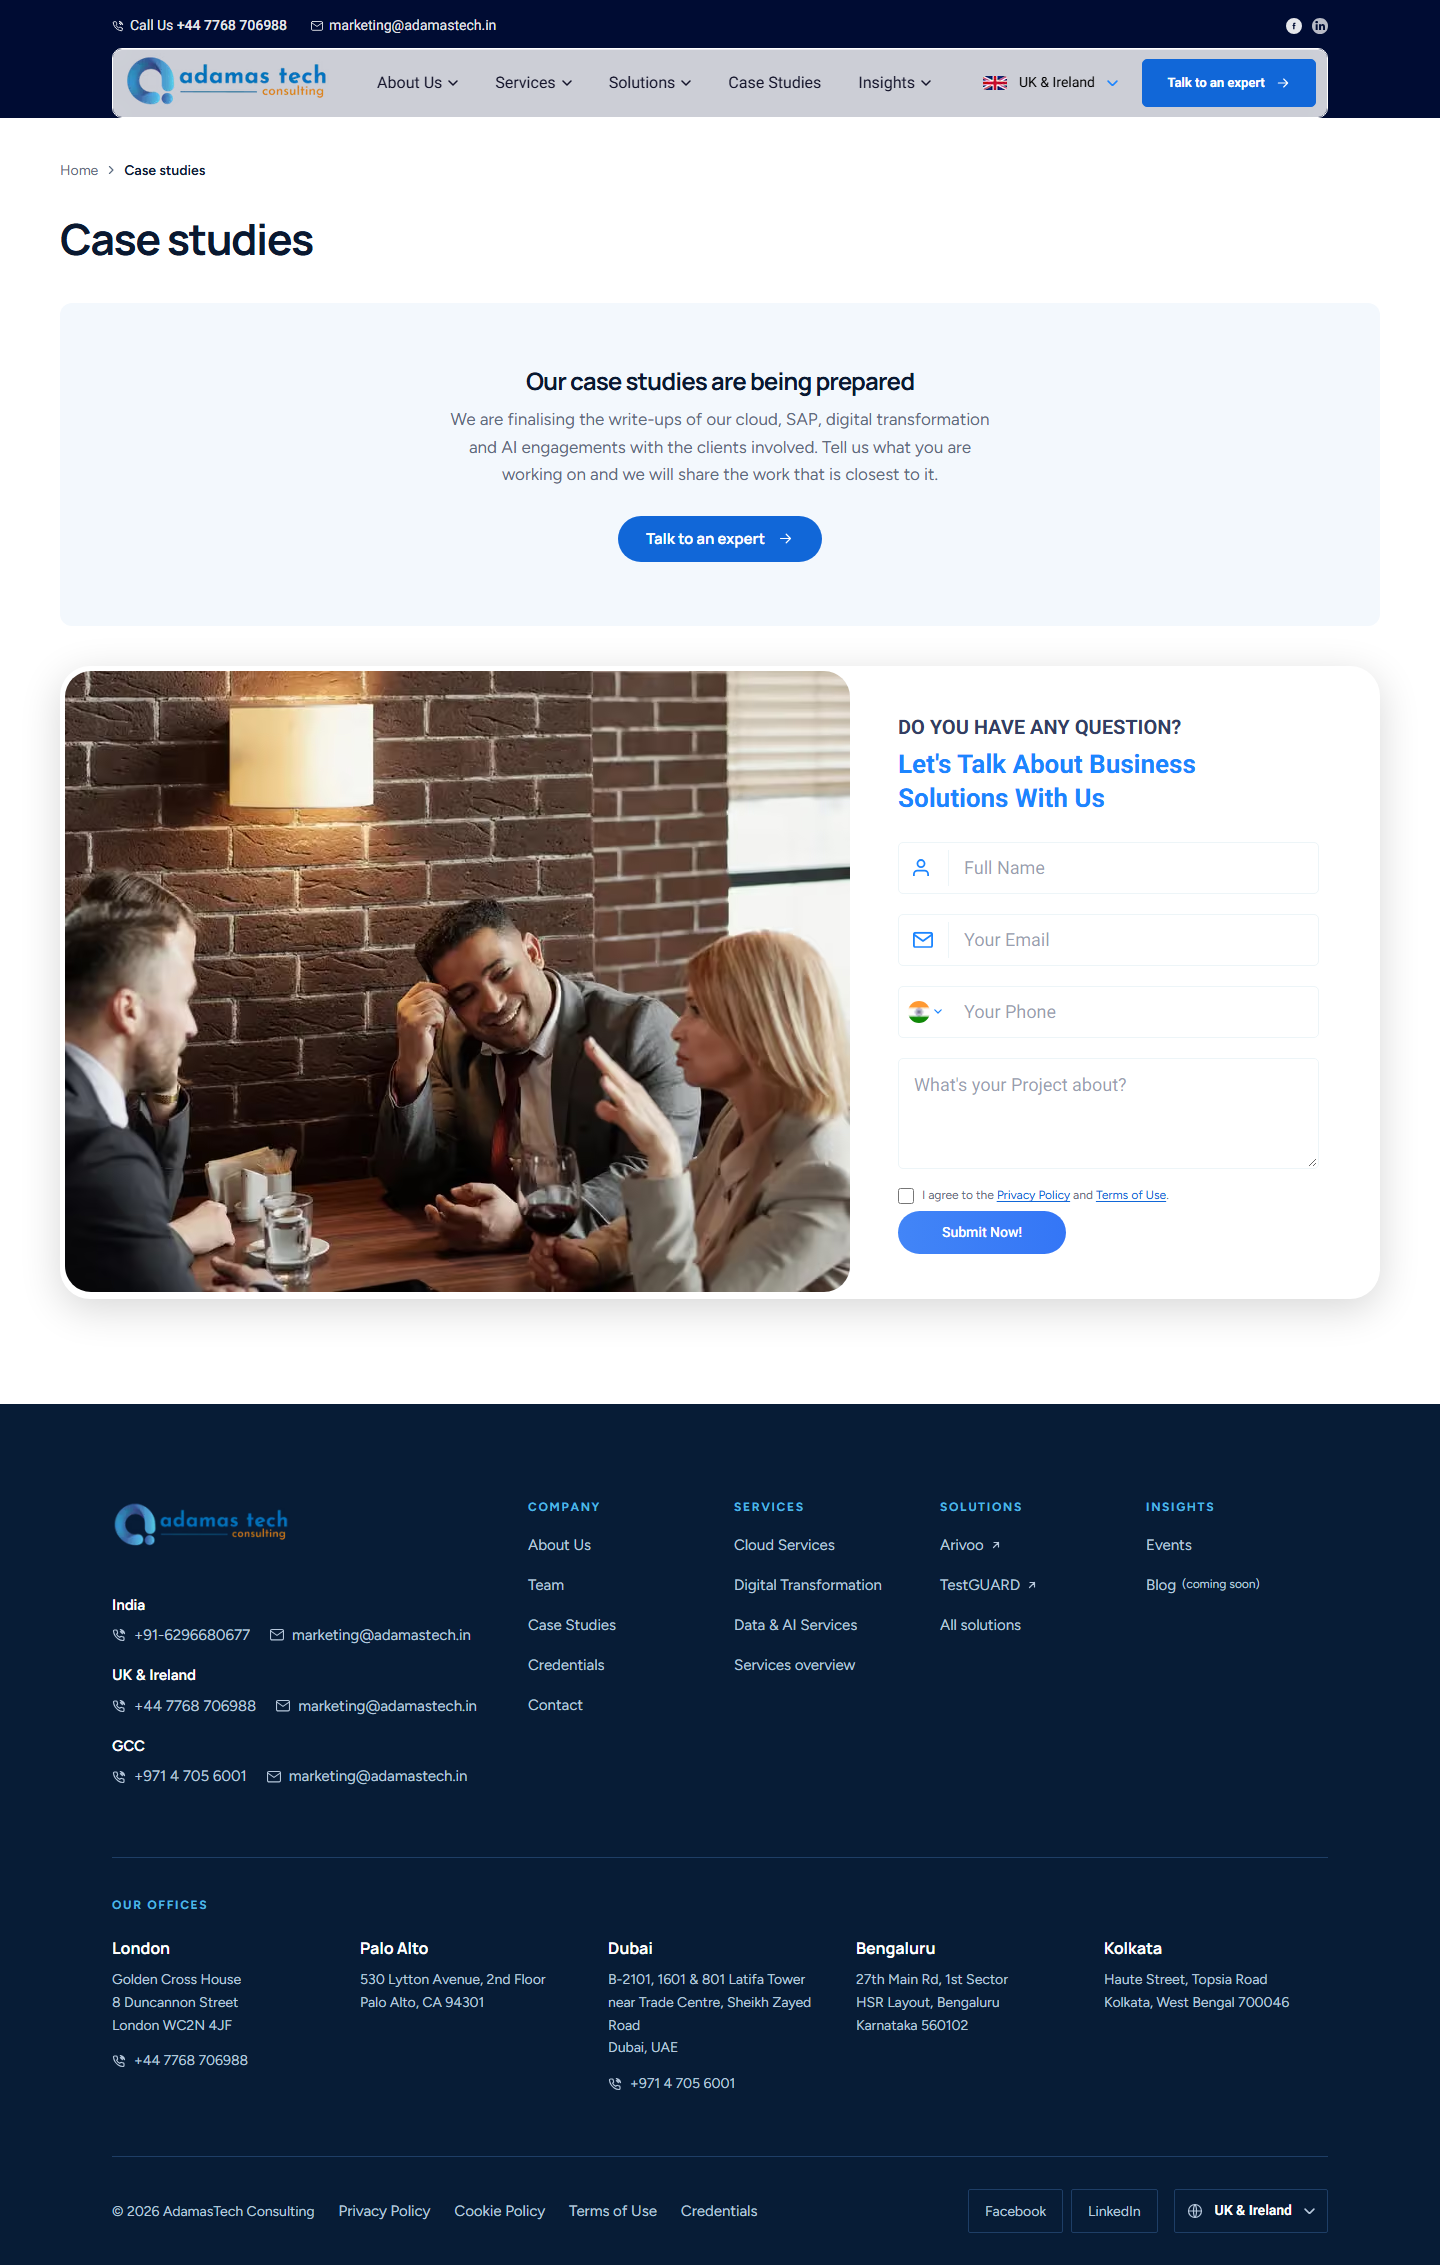 Call Us +44 7768 706988
marketing@adamastech.in
adamas tech
consulting
About Us
Services
Solutions
Case Studies
Insights
UK & Ireland
Talk to an expert
Home
Case studies
Case studies
Our case studies are being prepared
We are finalising the write-ups of our cloud, SAP, digital transformation
and AI engagements with the clients involved. Tell us what you are
working on and we will share the work that is closest to it.
Talk to an expert
DO YOU HAVE ANY QUESTION?
Let's Talk About Business
Solutions With Us
Full Name
Your Email
Your Phone
What's your Project about?
I agree to the Privacy Policy and Terms of Use.
Submit Now!
adamas tech
consulting
India
+91-6296680677 marketing@adamastech.in
UK & Ireland
+44 7768 706988 marketing@adamastech.in
GCC
+971 4 705 6001 marketing@adamastech.in
COMPANY
About Us
Team
Case Studies
Credentials
Contact
SERVICES
Cloud Services
Digital Transformation
Data & AI Services
Services overview
SOLUTIONS
Arivoo
TestGUARD
All solutions
INSIGHTS
Events
Blog (coming soon)
OUR OFFICES
London
Golden Cross House
8 Duncannon Street
London WC2N 4JF
+44 7768 706988
Palo Alto
530 Lytton Avenue, 2nd Floor
Palo Alto, CA 94301
Dubai
B-2101, 1601 & 801 Latifa Tower
near Trade Centre, Sheikh Zayed
Road
Dubai, UAE
+971 4 705 6001
Bengaluru
27th Main Rd, 1st Sector
HSR Layout, Bengaluru
Karnataka 560102
Kolkata
Haute Street, Topsia Road
Kolkata, West Bengal 700046
© 2026 AdamasTech Consulting
Privacy Policy
Cookie Policy
Terms of Use
Credentials
Facebook
LinkedIn
UK & Ireland